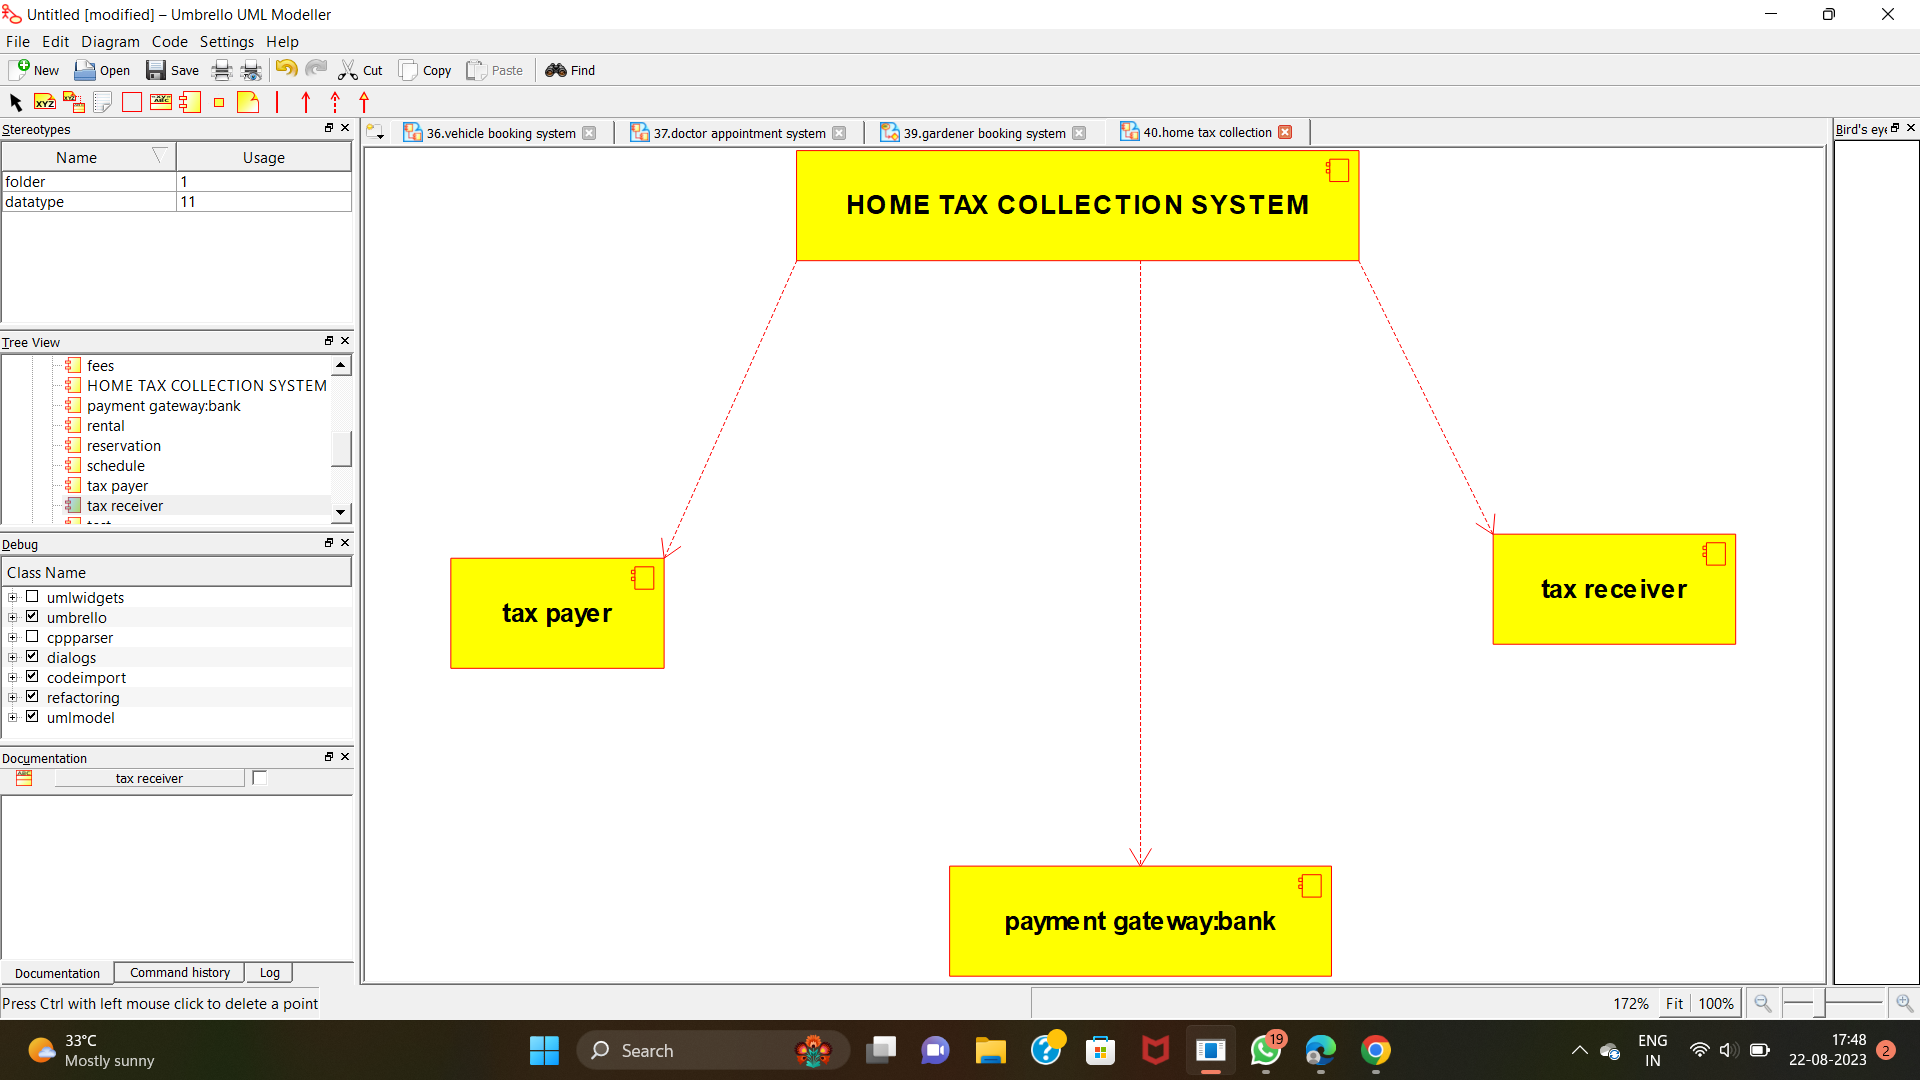 Untitled [modified] – Umbrello UML Modeller
File Edit Diagram Code Settings Help
New Open Save Cut Copy Paste Find
Stereotypes
36.vehicle booking system 37.doctor appointment system 39.gardener booking system 40.home tax collection
Bird's eye
Name Usage
folder 1
datatype 11
HOME TAX COLLECTION SYSTEM
Tree View
fees
HOME TAX COLLECTION SYSTEM
payment gateway:bank
rental
reservation
schedule
tax payer
tax receiver
Debug
Class Name
umlwidgets
umbrello
cppparser
dialogs
codeimport
refactoring
umlmodel
tax payer
tax receiver
payment gateway:bank
Documentation
tax receiver
Documentation Command history Log
Press Ctrl with left mouse click to delete a point
172% Fit 100%
33°C
Mostly sunny
Search
19
ENG
IN
17:48
22-08-2023
2